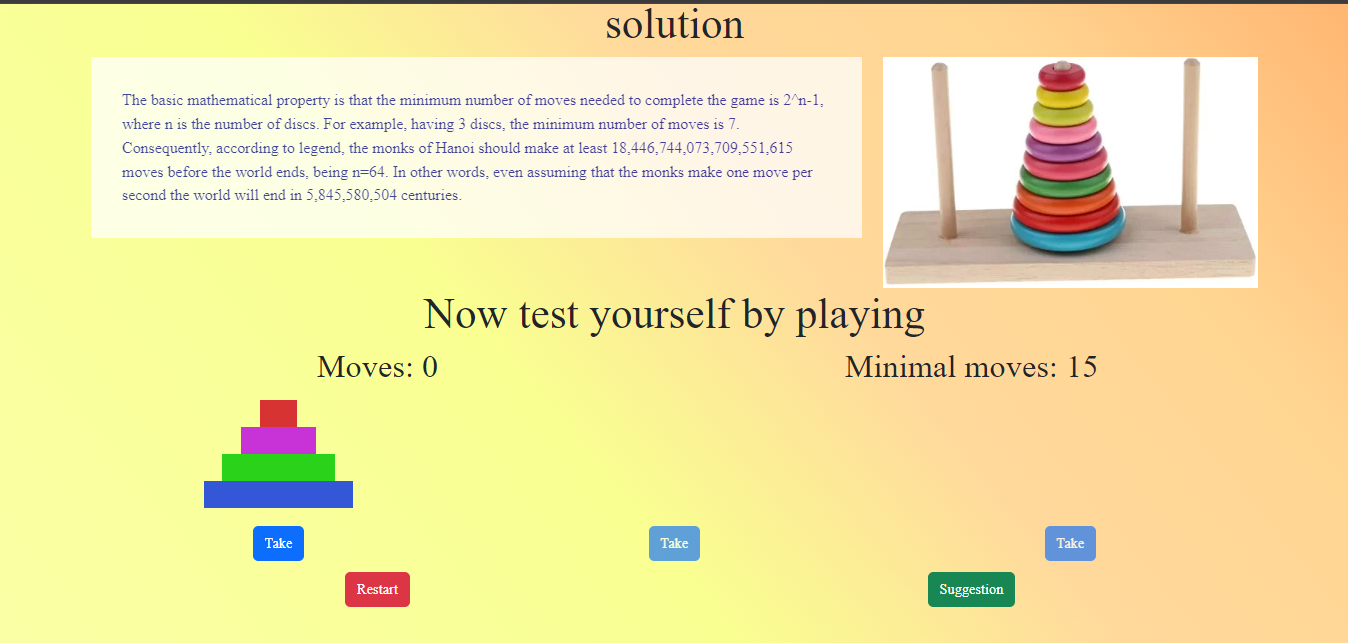 solution
The basic mathematical property is that the minimum number of moves needed to complete the game is 2^n-1,
where n is the number of discs. For example, having 3 discs, the minimum number of moves is 7.
Consequently, according to legend, the monks of Hanoi should make at least 18,446,744,073,709,551,615
moves before the world ends, being n=64. In other words, even assuming that the monks make one move per
second the world will end in 5,845,580,504 centuries.
Now test yourself by playing
Moves: 0
Minimal moves: 15
Take
Take
Take
Restart
Suggestion